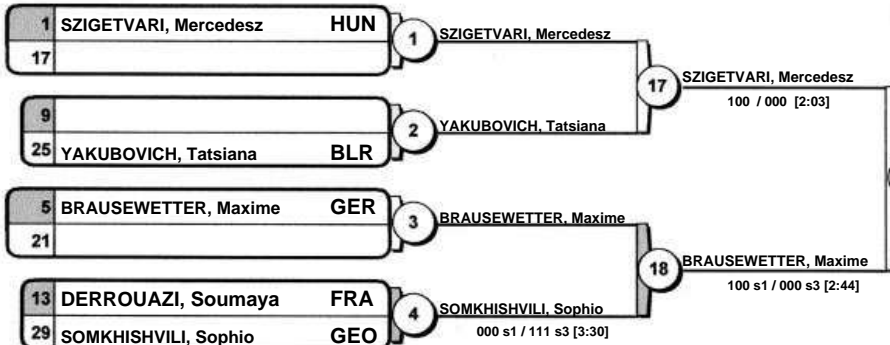 1 SZIGETVARI, Mercedesz HUN
17
1 SZIGETVARI, Mercedesz
9
25 YAKUBOVICH, Tatsiana BLR
2 YAKUBOVICH, Tatsiana
17 SZIGETVARI, Mercedesz
100 / 000 [2:03]
5 BRAUSEWETTER, Maxime GER
21
3 BRAUSEWETTER, Maxime
13 DERROUAZI, Soumaya FRA
29 SOMKHISHVILI, Sophio GEO
4 SOMKHISHVILI, Sophio
000 s1 / 111 s3 [3:30]
18 BRAUSEWETTER, Maxime
100 s1 / 000 s3 [2:44]